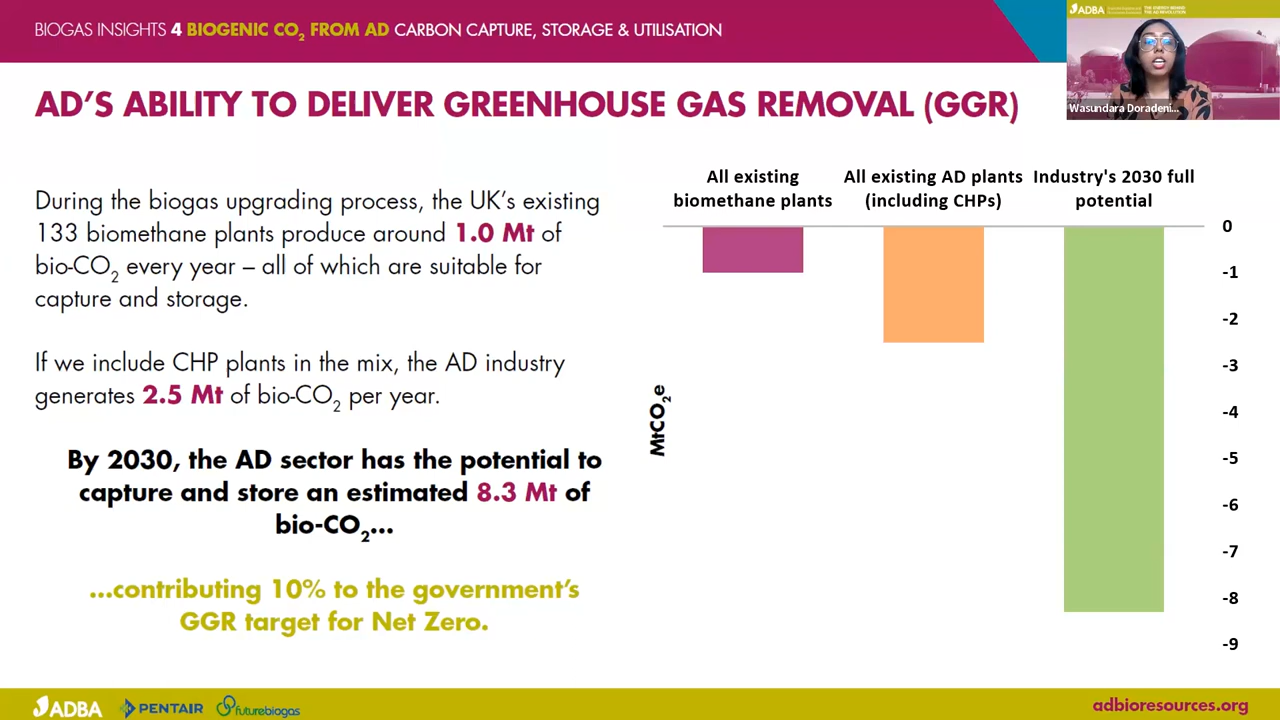 BIOGAS INSIGHTS 4 BIOGENIC CO₂ FROM AD CARBON CAPTURE, STORAGE & UTILISATION
ADBA
Wasundara Doradeni...
AD'S ABILITY TO DELIVER GREENHOUSE GAS REMOVAL (GGR)
During the biogas upgrading process, the UK's existing
133 biomethane plants produce around 1.0 Mt of
bio-CO₂ every year – all of which are suitable for
capture and storage.
If we include CHP plants in the mix, the AD industry
generates 2.5 Mt of bio-CO₂ per year.
By 2030, the AD sector has the potential to
capture and store an estimated 8.3 Mt of
bio-CO₂...
...contributing 10% to the government's
GGR target for Net Zero.
All existing
biomethane plants
All existing AD plants
(including CHPs)
Industry's 2030 full
potential
MtCO₂e
0
-1
-2
-3
-4
-5
-6
-7
-8
-9
ADBA
PENTAIR
futurebiogas
adbioresources.org